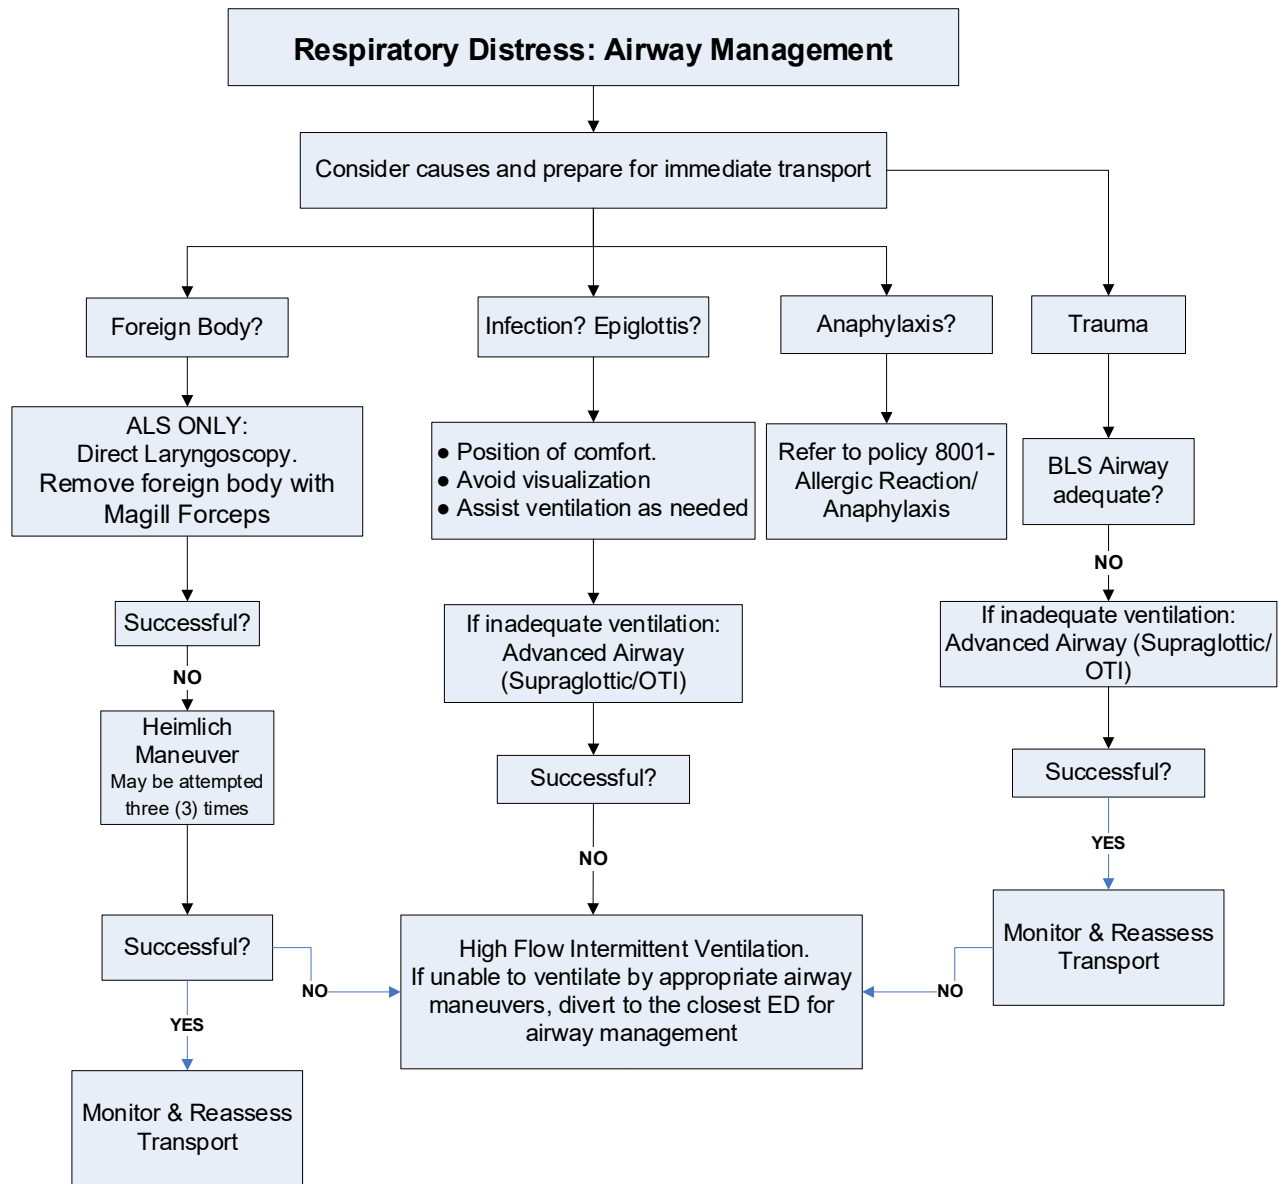 Respiratory Distress: Airway Management
Consider causes and prepare for immediate transport
Foreign Body?
Infection? Epiglottis?
Anaphylaxis?
Trauma
ALS ONLY:
Direct Laryngoscopy.
Remove foreign body with
Magill Forceps
● Position of comfort.
● Avoid visualization
● Assist ventilation as needed
Refer to policy 8001-
Allergic Reaction/
Anaphylaxis
BLS Airway
adequate?
NO
Successful?
NO
If inadequate ventilation:
Advanced Airway
(Supraglottic/OTI)
If inadequate ventilation:
Advanced Airway (Supraglottic/
OTI)
Heimlich
Maneuver
May be attempted
three (3) times
Successful?
NO
Successful?
YES
Successful?
NO
YES
High Flow Intermittent Ventilation.
If unable to ventilate by appropriate airway
maneuvers, divert to the closest ED for
airway management
NO
Monitor & Reassess
Transport
Monitor & Reassess
Transport